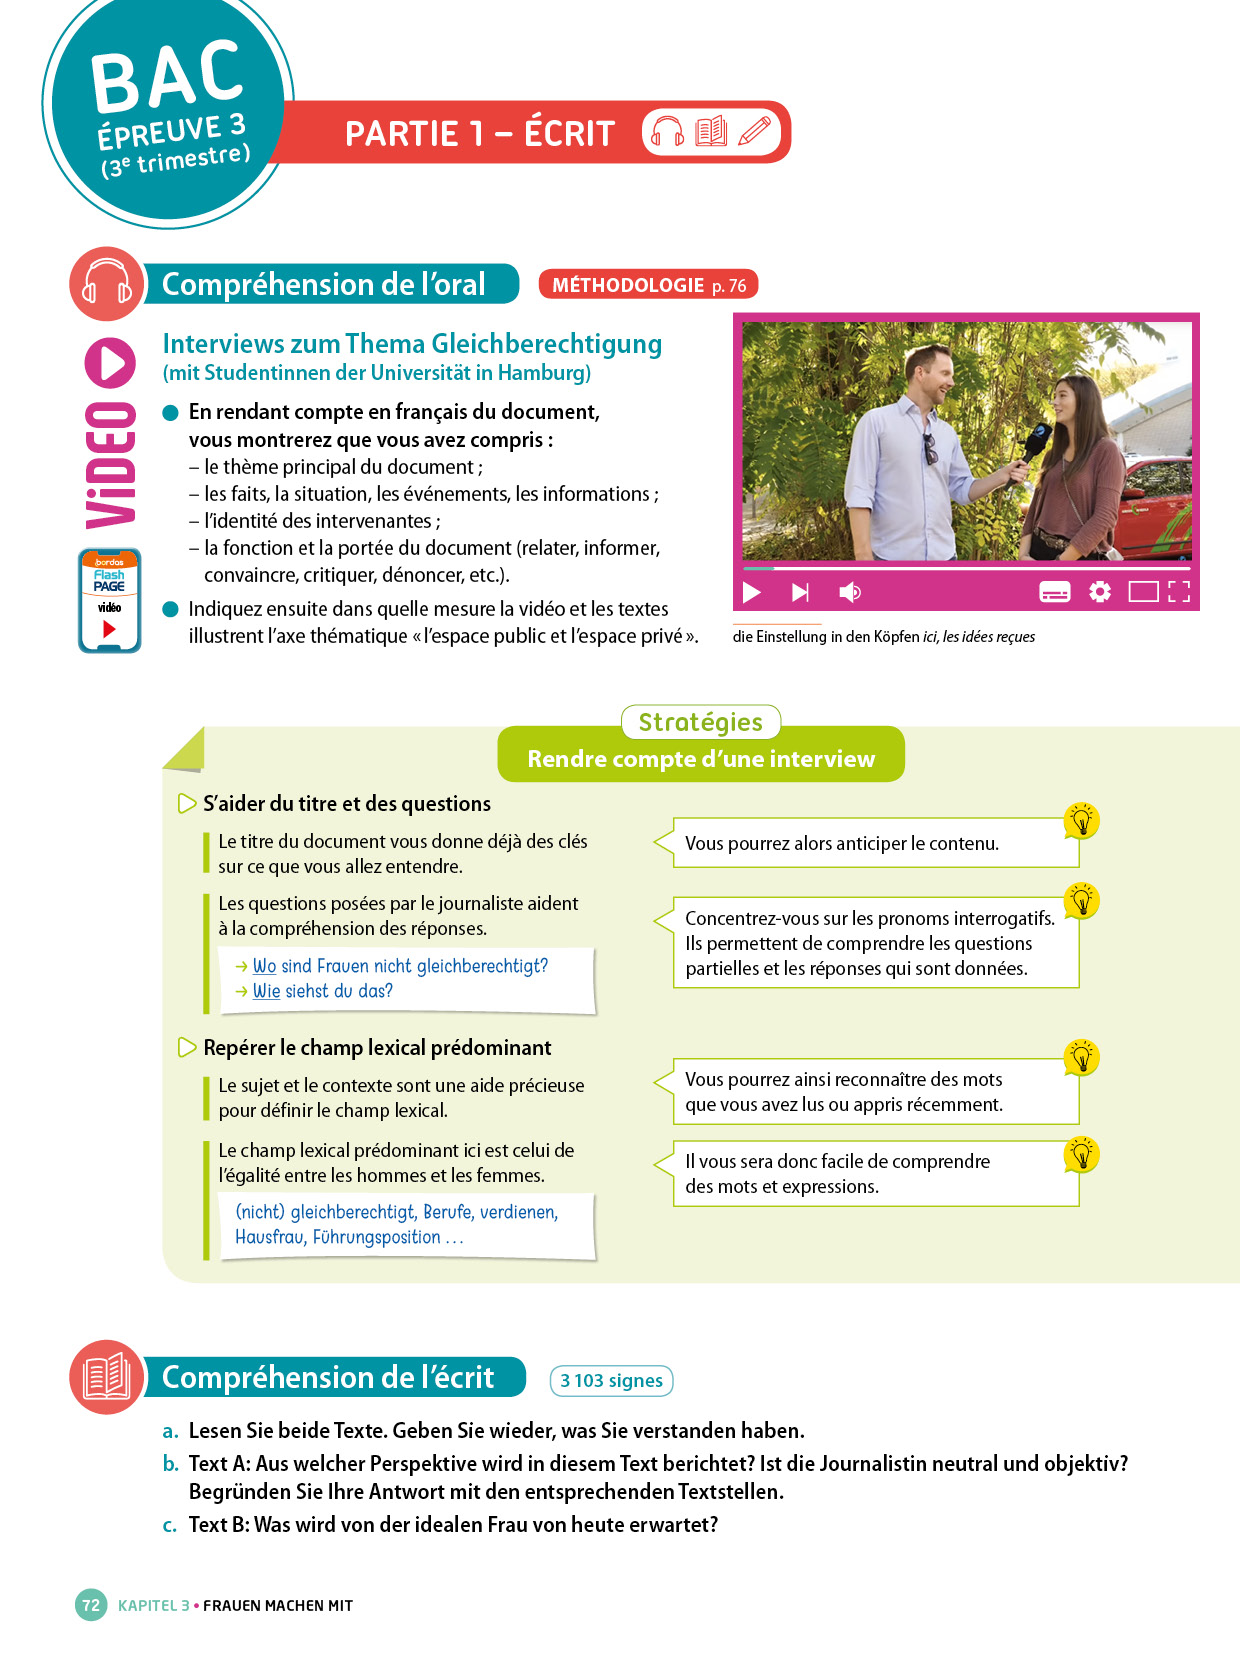 BAC
ÉPREUVE 3
(3e trimestre)
PARTIE 1 – ÉCRIT
Compréhension de l'oral
MÉTHODOLOGIE p. 76
ViDEO
bordas
Flash
PAGE
vidéo
Interviews zum Thema Gleichberechtigung
(mit Studentinnen der Universität in Hamburg)
● En rendant compte en français du document,
vous montrerez que vous avez compris :
– le thème principal du document ;
– les faits, la situation, les événements, les informations ;
– l'identité des intervenantes ;
– la fonction et la portée du document (relater, informer,
convaincre, critiquer, dénoncer, etc.).
● Indiquez ensuite dans quelle mesure la vidéo et les textes
illustrent l'axe thématique « l'espace public et l'espace privé ».
die Einstellung in den Köpfen ici, les idées reçues
Stratégies
Rendre compte d'une interview
S'aider du titre et des questions
Le titre du document vous donne déjà des clés
sur ce que vous allez entendre.
Vous pourrez alors anticiper le contenu.
Les questions posées par le journaliste aident
à la compréhension des réponses.
→ Wo sind Frauen nicht gleichberechtigt?
→ Wie siehst du das?
Concentrez-vous sur les pronoms interrogatifs.
Ils permettent de comprendre les questions
partielles et les réponses qui sont données.
Repérer le champ lexical prédominant
Le sujet et le contexte sont une aide précieuse
pour définir le champ lexical.
Vous pourrez ainsi reconnaître des mots
que vous avez lus ou appris récemment.
Le champ lexical prédominant ici est celui de
l'égalité entre les hommes et les femmes.
(nicht) gleichberechtigt, Berufe, verdienen,
Hausfrau, Führungsposition ...
Il vous sera donc facile de comprendre
des mots et expressions.
Compréhension de l'écrit
3 103 signes
a. Lesen Sie beide Texte. Geben Sie wieder, was Sie verstanden haben.
b. Text A: Aus welcher Perspektive wird in diesem Text berichtet? Ist die Journalistin neutral und objektiv?
Begründen Sie Ihre Antwort mit den entsprechenden Textstellen.
c. Text B: Was wird von der idealen Frau von heute erwartet?
72 KAPITEL 3 • FRAUEN MACHEN MIT